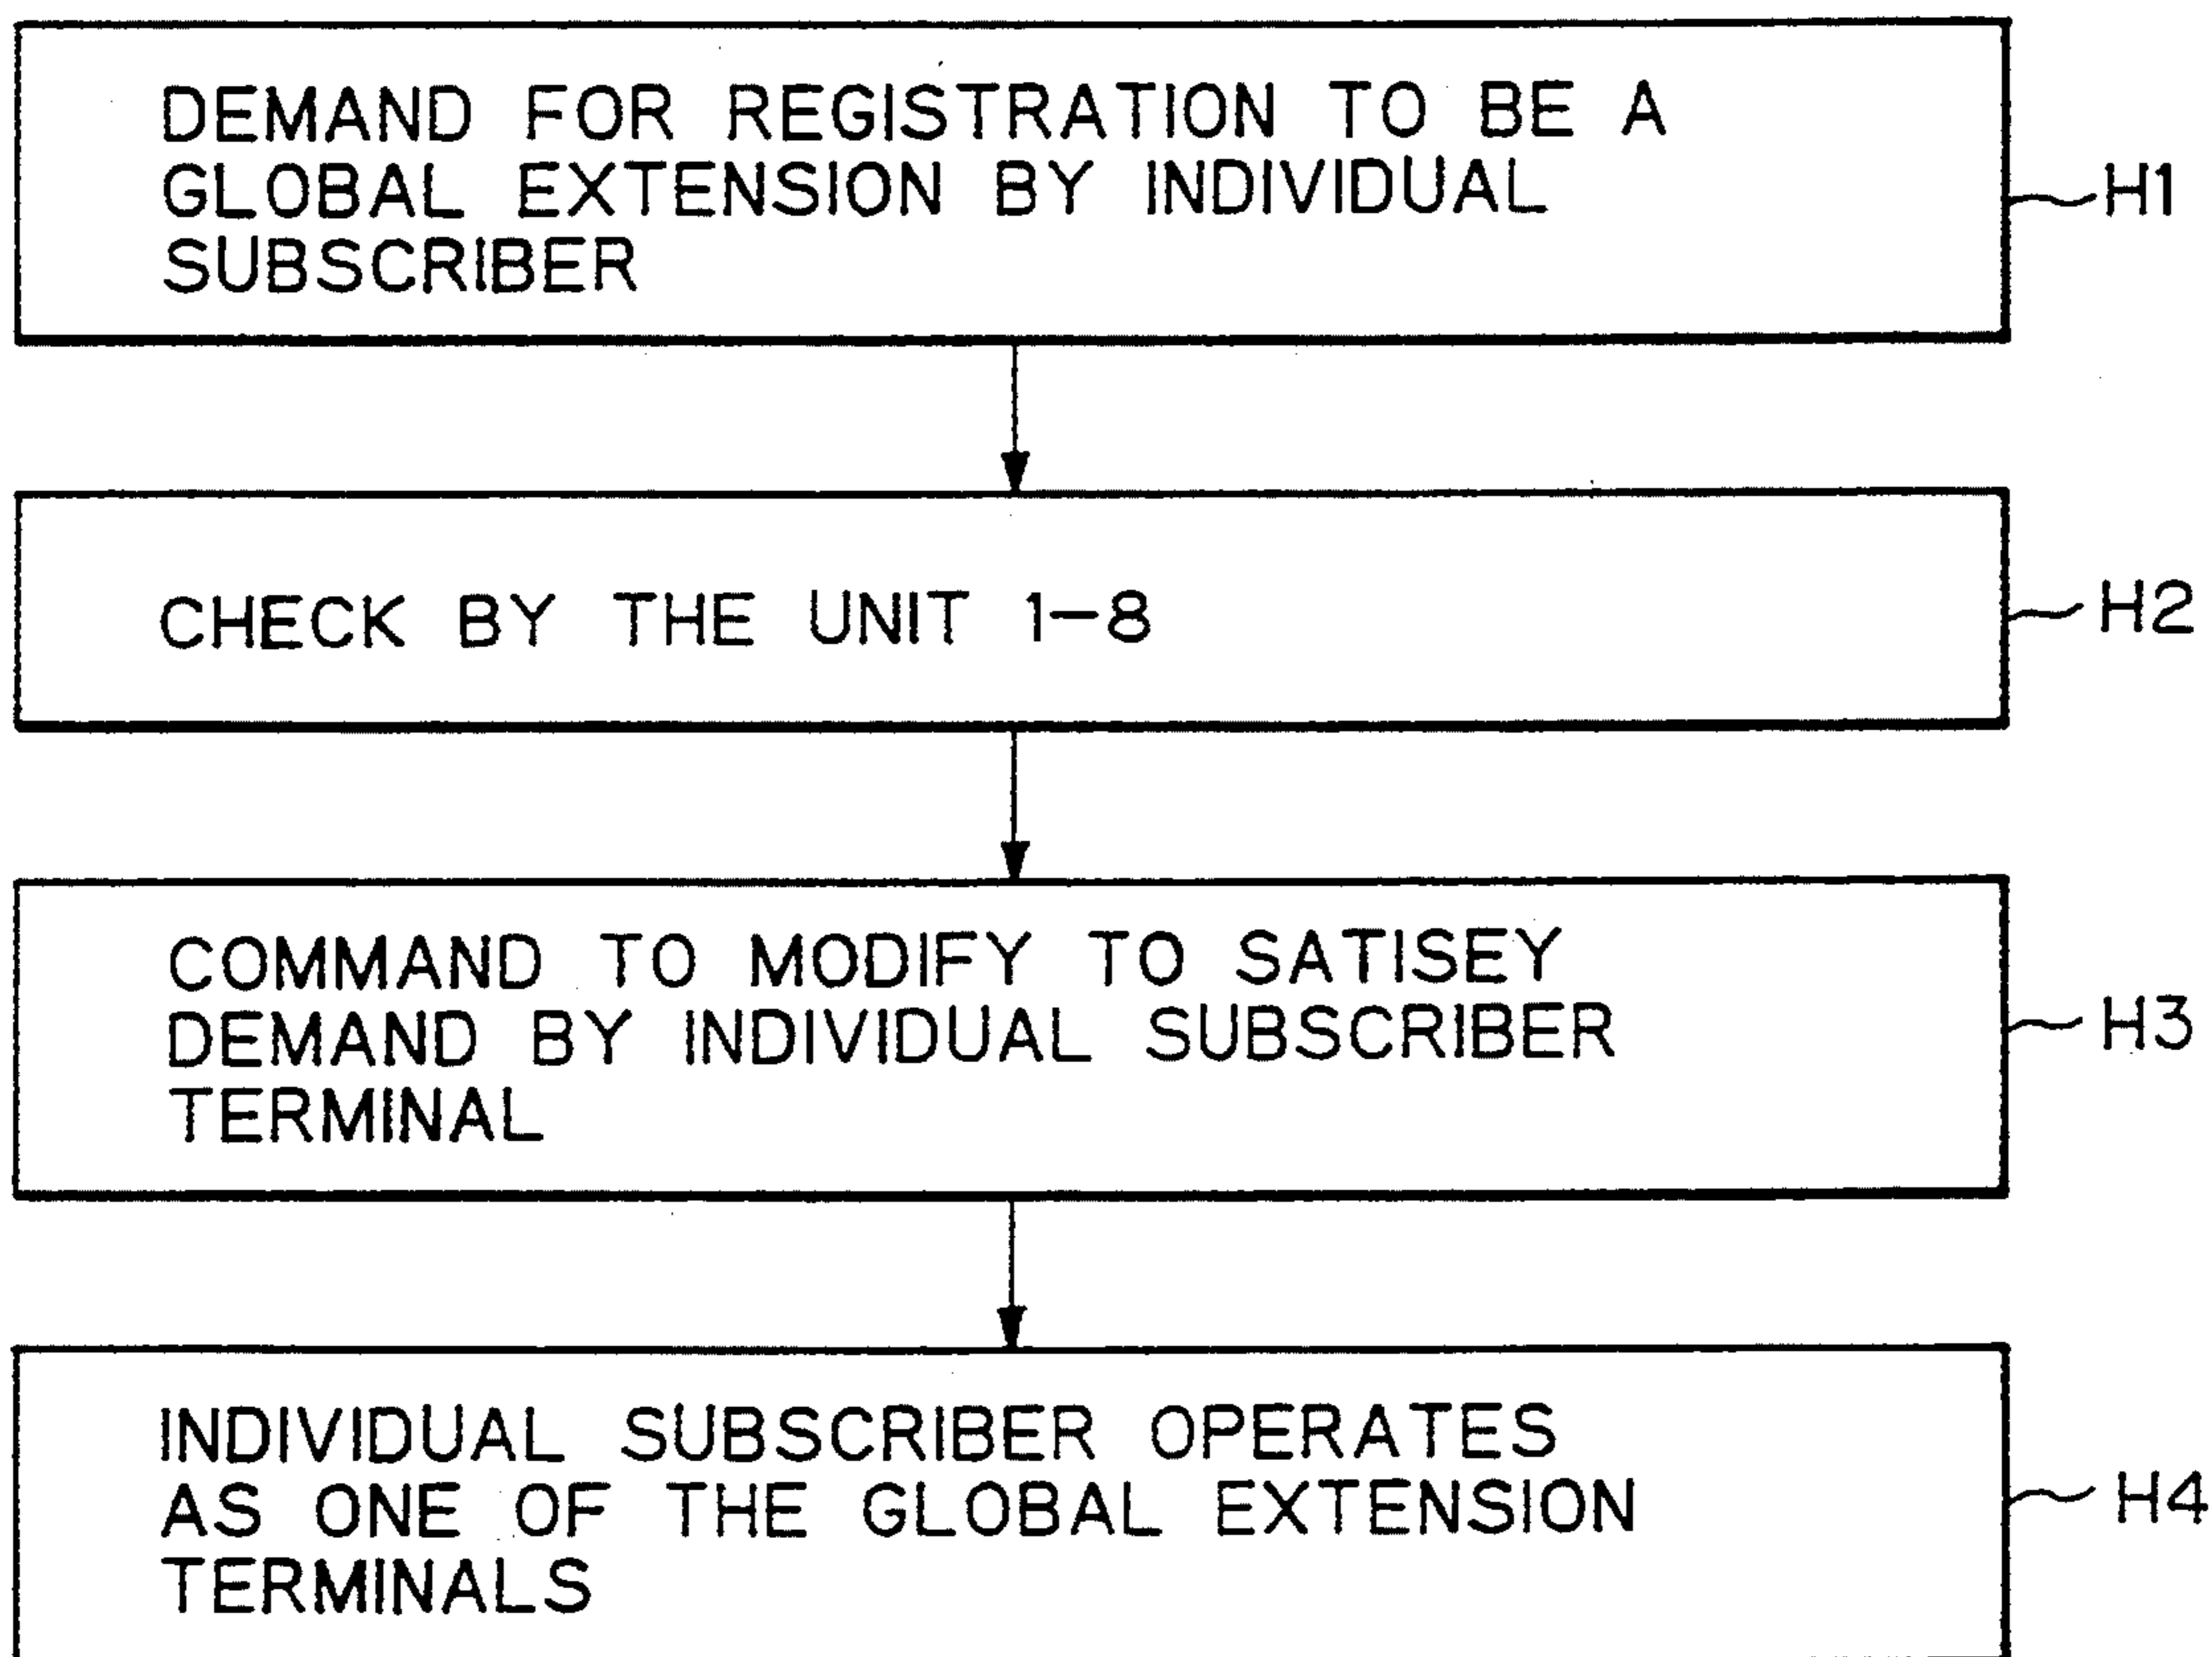 DEMAND FOR REGISTRATION TO BE A
GLOBAL EXTENSION BY INDIVIDUAL
SUBSCRIBER
H1
CHECK BY THE UNIT 1-8
H2
COMMAND TO MODIFY TO SATISEY
DEMAND BY INDIVIDUAL SUBSCRIBER
TERMINAL
H3
INDIVIDUAL SUBSCRIBER OPERATES
AS ONE OF THE GLOBAL EXTENSION
TERMINALS
H4